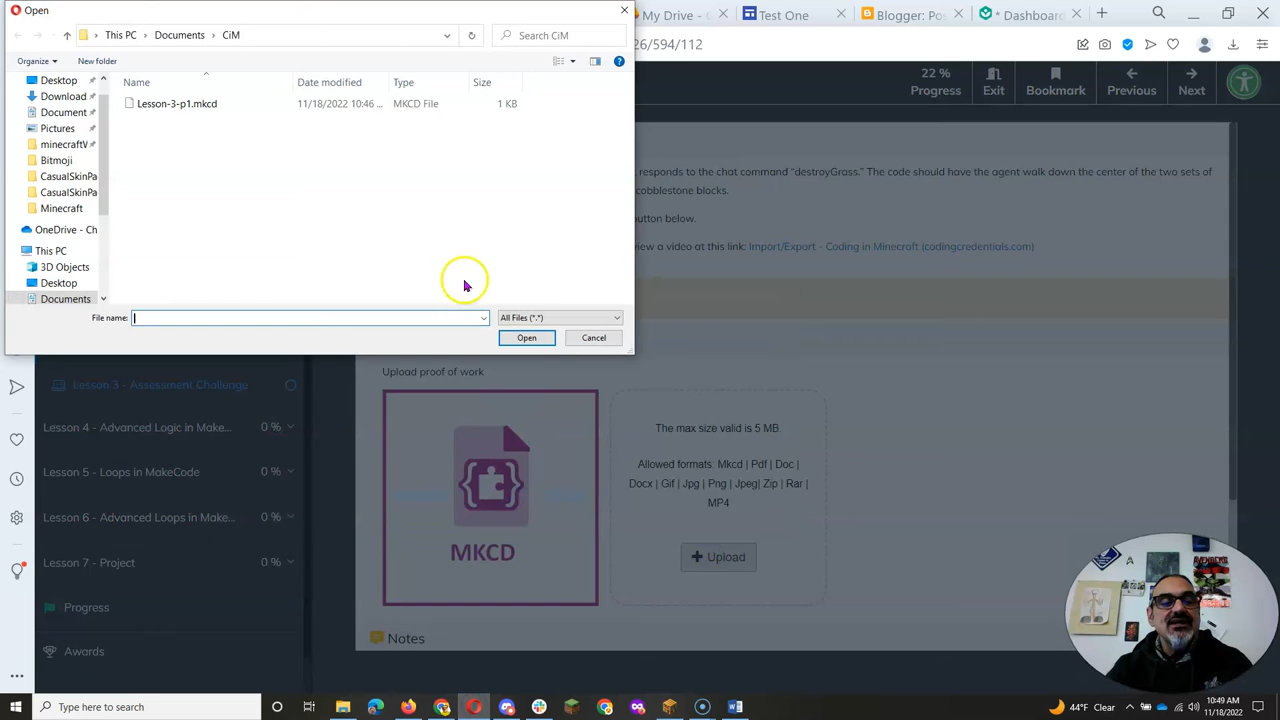 Open
My Drive -
Test One
Blogger: Pos
* Dashboard
This PC > Documents > CiM
Search CiM
26/594/112
Organize
New folder
Desktop
Download
Document
Pictures
minecraftW
Bitmoji
CasualSkinPa
CasualSkinPa
Minecraft
OneDrive - Ch
This PC
3D Objects
Desktop
Documents
Name
Date modified
Type
Size
Lesson-3-p1.mkcd
11/18/2022 10:46 ...
MKCD File
1 KB
File name:
All Files (*.*)
Open
Cancel
22 %
Progress
Exit
Bookmark
Previous
Next
responds to the chat command “destroyGrass.” The code should have the agent walk down the center of the two sets of
cobblestone blocks.
button below.
view a video at this link: Import/Export - Coding in Minecraft (codingcredentials.com)
Lesson 3 - Assessment Challenge
Lesson 4 - Advanced Logic in Make...
0 %
Lesson 5 - Loops in MakeCode
0 %
Lesson 6 - Advanced Loops in Make...
0 %
Lesson 7 - Project
0 %
Progress
Awards
Upload proof of work
MKCD
The max size valid is 5 MB.
Allowed formats: Mkcd | Pdf | Doc |
Docx | Gif | Jpg | Png | Jpeg| Zip | Rar |
MP4
Upload
Notes
Type here to search
44°F Clear
10:49 AM
11/18/2022